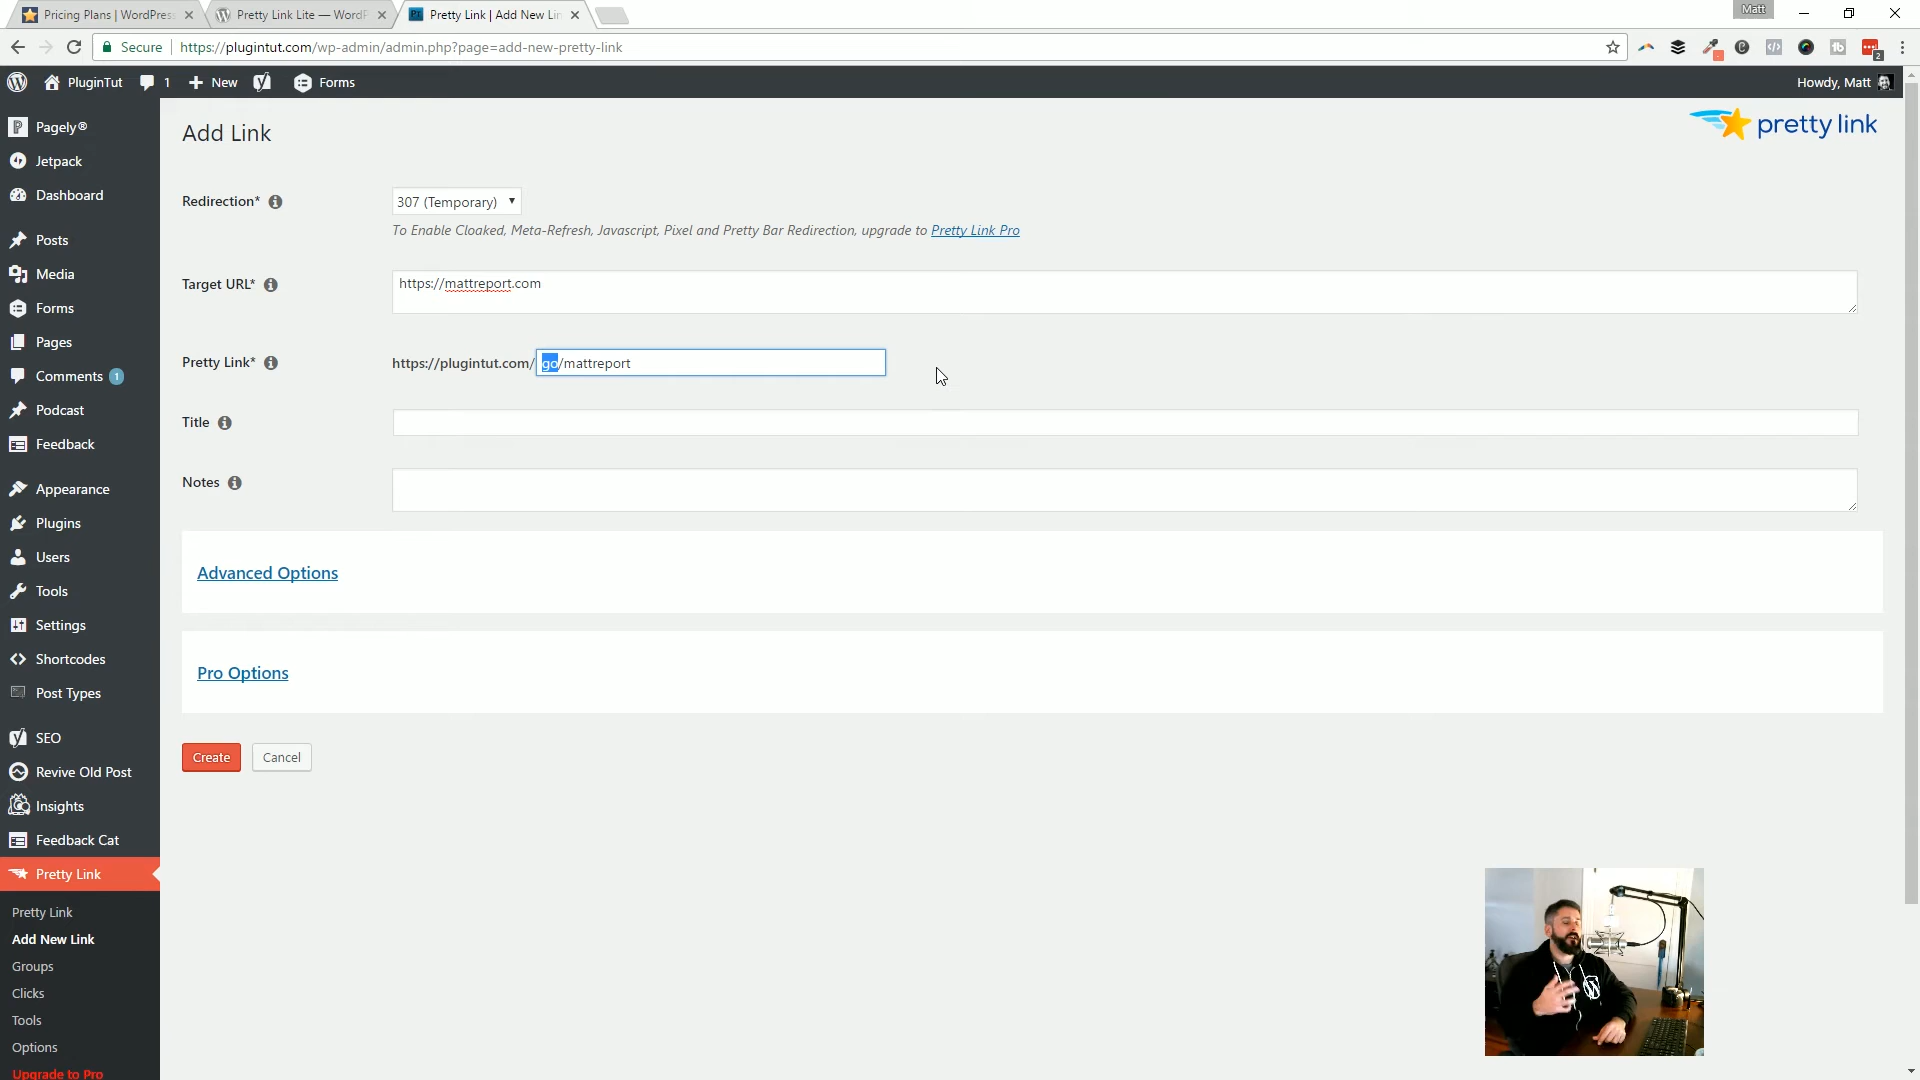 Pricing Plans | WordPress
Pretty Link Lite — WordP
Pretty Link | Add New Lin
Matt
Secure
https://plugintut.com/wp-admin/admin.php?page=add-new-pretty-link
2
PluginTut
1
New
Forms
Howdy, Matt
Pagely®
Jetpack
Dashboard
Posts
Media
Forms
Pages
Comments 1
Podcast
Feedback
Appearance
Plugins
Users
Tools
Settings
Shortcodes
Post Types
SEO
Revive Old Post
Insights
Feedback Cat
Pretty Link
Pretty Link
Add New Link
Groups
Clicks
Tools
Options
Upgrade to Pro
Add Link
pretty link
Redirection*
307 (Temporary)
To Enable Cloaked, Meta-Refresh, Javascript, Pixel and Pretty Bar Redirection, upgrade to Pretty Link Pro
Target URL*
https://mattreport.com
Pretty Link*
https://plugintut.com/ go/mattreport
Title
Notes
Advanced Options
Pro Options
Create
Cancel